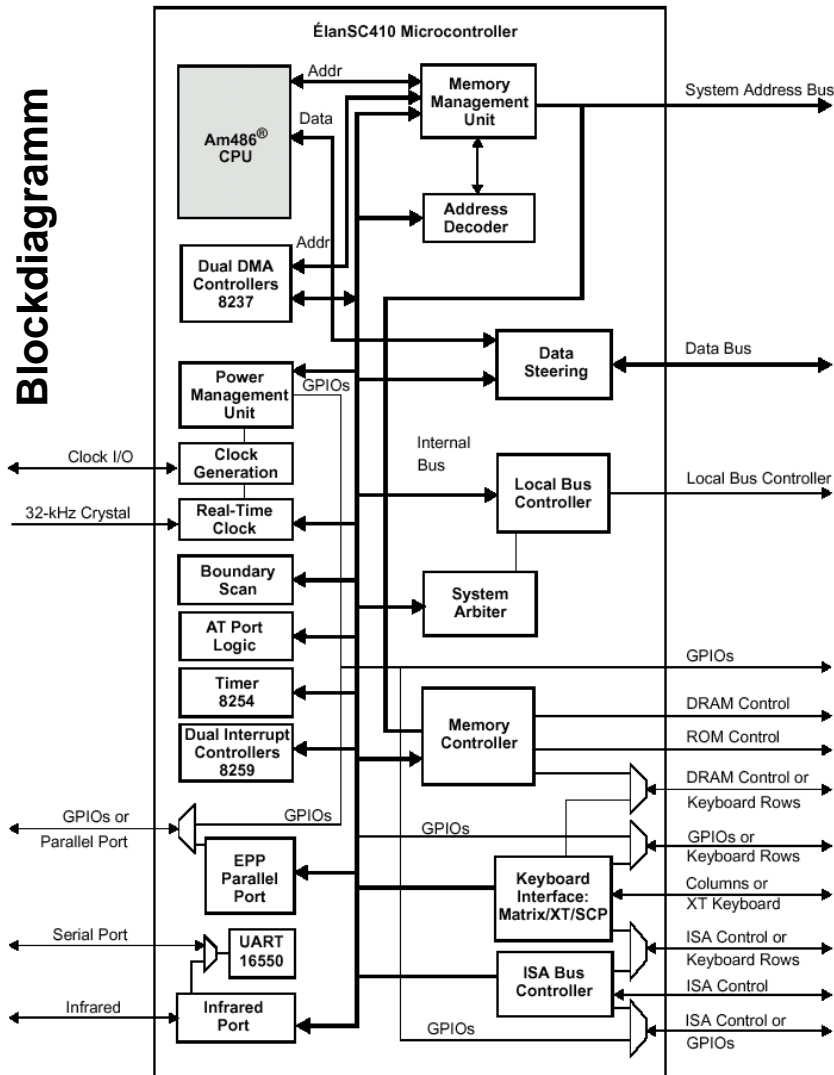 Blockdiagramm
ÉlanSC410 Microcontroller
Am486®
CPU
Addr
Data
Memory
Management
Unit
System Address Bus
Address
Decoder
Addr
Dual DMA
Controllers
8237
Data
Steering
Data Bus
Power
Management
Unit
GPIOs
Clock I/O
Clock
Generation
Internal
Bus
Local Bus
Controller
Local Bus Controller
32-kHz Crystal
Real-Time
Clock
Boundary
Scan
System
Arbiter
AT Port
Logic
GPIOs
Timer
8254
Memory
Controller
DRAM Control
ROM Control
Dual Interrupt
Controllers
8259
DRAM Control or
Keyboard Rows
GPIOs or
Parallel Port
GPIOs
GPIOs
GPIOs or
Keyboard Rows
EPP
Parallel
Port
Keyboard
Interface:
Matrix/XT/SCP
Columns or
XT Keyboard
Serial Port
UART
16550
ISA Control or
Keyboard Rows
ISA Bus
Controller
ISA Control
Infrared
Infrared
Port
GPIOs
ISA Control or
GPIOs